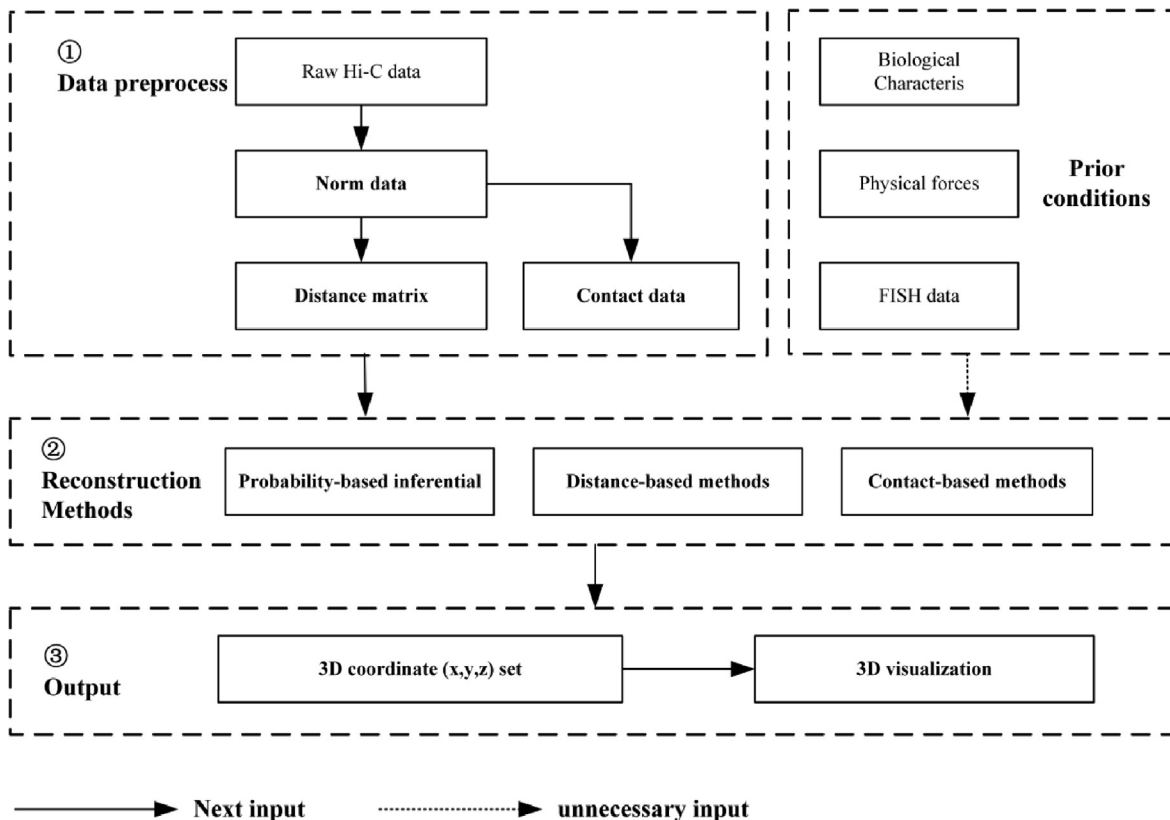 ①
Data preprocess
Raw Hi-C data
Norm data
Distance matrix
Contact data
Biological
Characteris
Physical forces
FISH data
Prior
conditions
②
Reconstruction
Methods
Probability-based inferential
Distance-based methods
Contact-based methods
③
Output
3D coordinate (x,y,z) set
3D visualization
Next input
unnecessary input